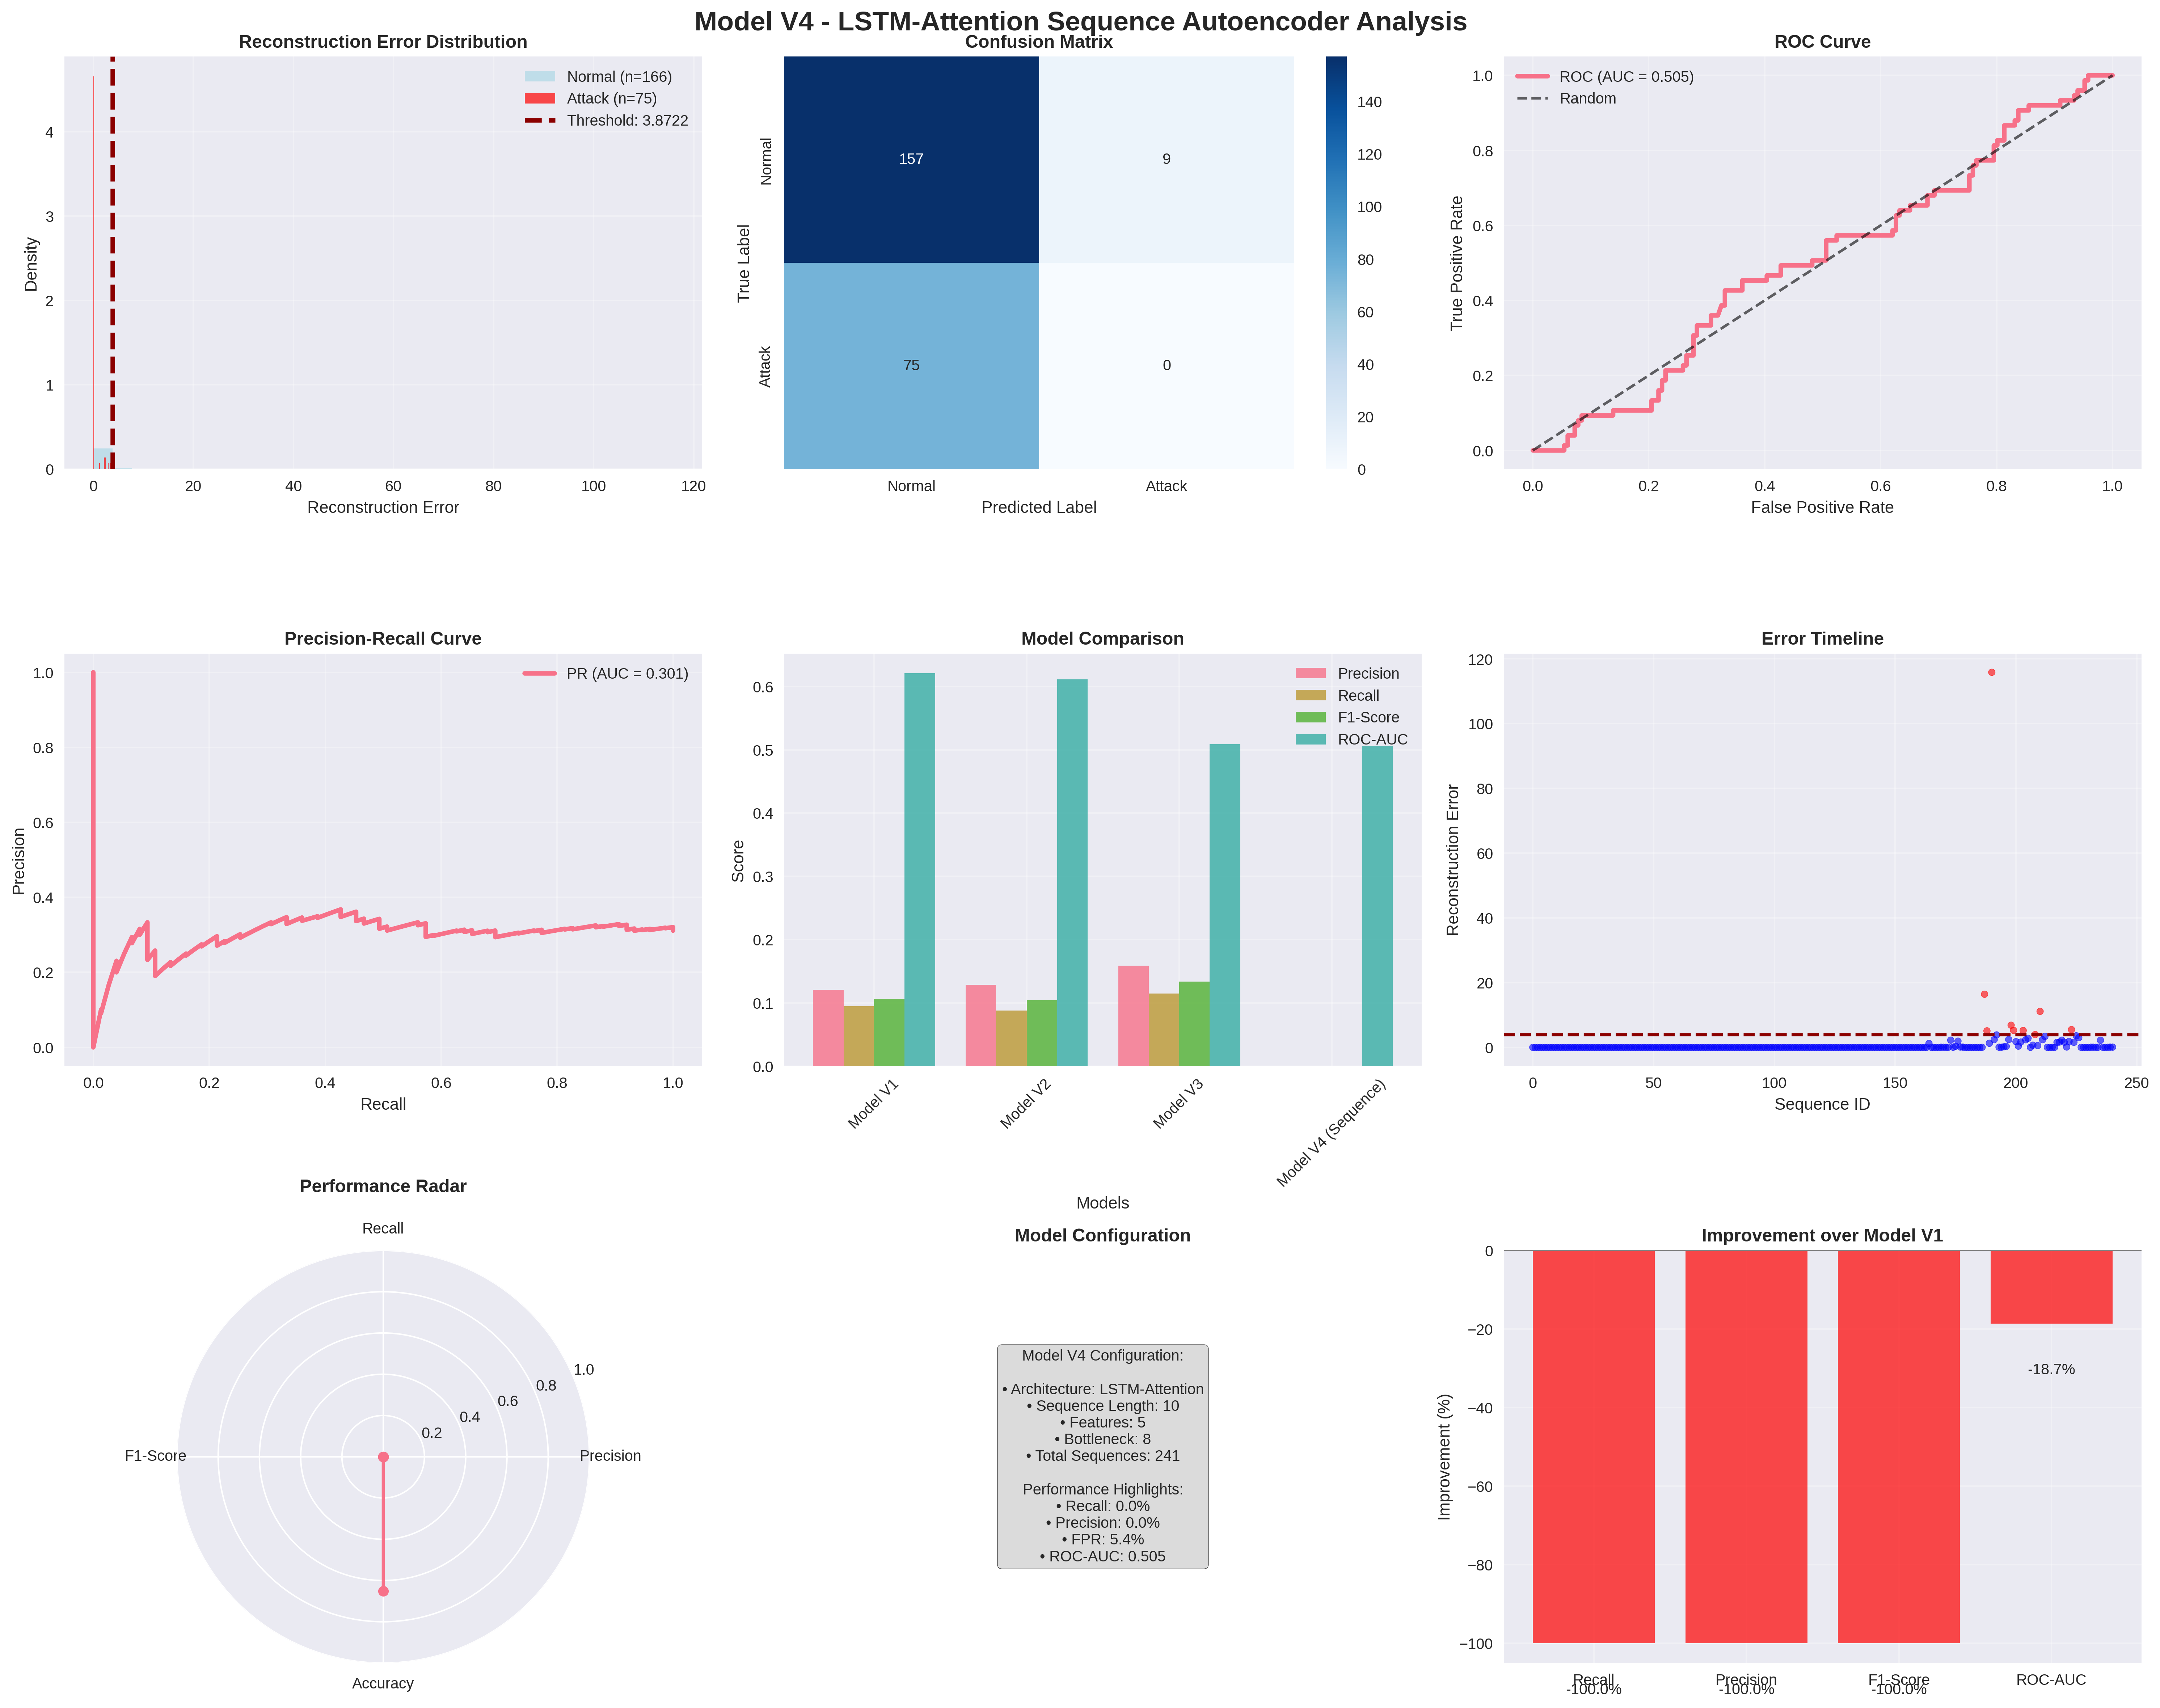 Model V4 - LSTM-Attention Sequence Autoencoder Analysis
Reconstruction Error Distribution
Normal (n=166)
Attack (n=75)
Threshold: 3.8722
Density
4
3
2
1
0
0 20 40 60 80 100 120
Reconstruction Error
Confusion Matrix
True Label
Normal
Attack
157 9
75 0
Normal Attack
Predicted Label
140
120
100
80
60
40
20
0
ROC Curve
ROC (AUC = 0.505)
Random
True Positive Rate
1.0
0.8
0.6
0.4
0.2
0.0
0.0 0.2 0.4 0.6 0.8 1.0
False Positive Rate
Precision-Recall Curve
PR (AUC = 0.301)
Precision
1.0
0.8
0.6
0.4
0.2
0.0
0.0 0.2 0.4 0.6 0.8 1.0
Recall
Model Comparison
Precision
Recall
F1-Score
ROC-AUC
Score
0.6
0.5
0.4
0.3
0.2
0.1
0.0
Model V1
Model V2
Model V3
Model V4 (Sequence)
Models
Error Timeline
Reconstruction Error
120
100
80
60
40
20
0
0 50 100 150 200 250
Sequence ID
Performance Radar
Recall
F1-Score
Precision
Accuracy
0.2
0.4
0.6
0.8
1.0
Model Configuration
Model V4 Configuration:
• Architecture: LSTM-Attention
• Sequence Length: 10
• Features: 5
• Bottleneck: 8
• Total Sequences: 241
Performance Highlights:
• Recall: 0.0%
• Precision: 0.0%
• FPR: 5.4%
• ROC-AUC: 0.505
Improvement over Model V1
Improvement (%)
0
−20
−40
−60
−80
−100
-18.7%
Recall Precision F1-Score ROC-AUC
-100.0% -100.0% -100.0%